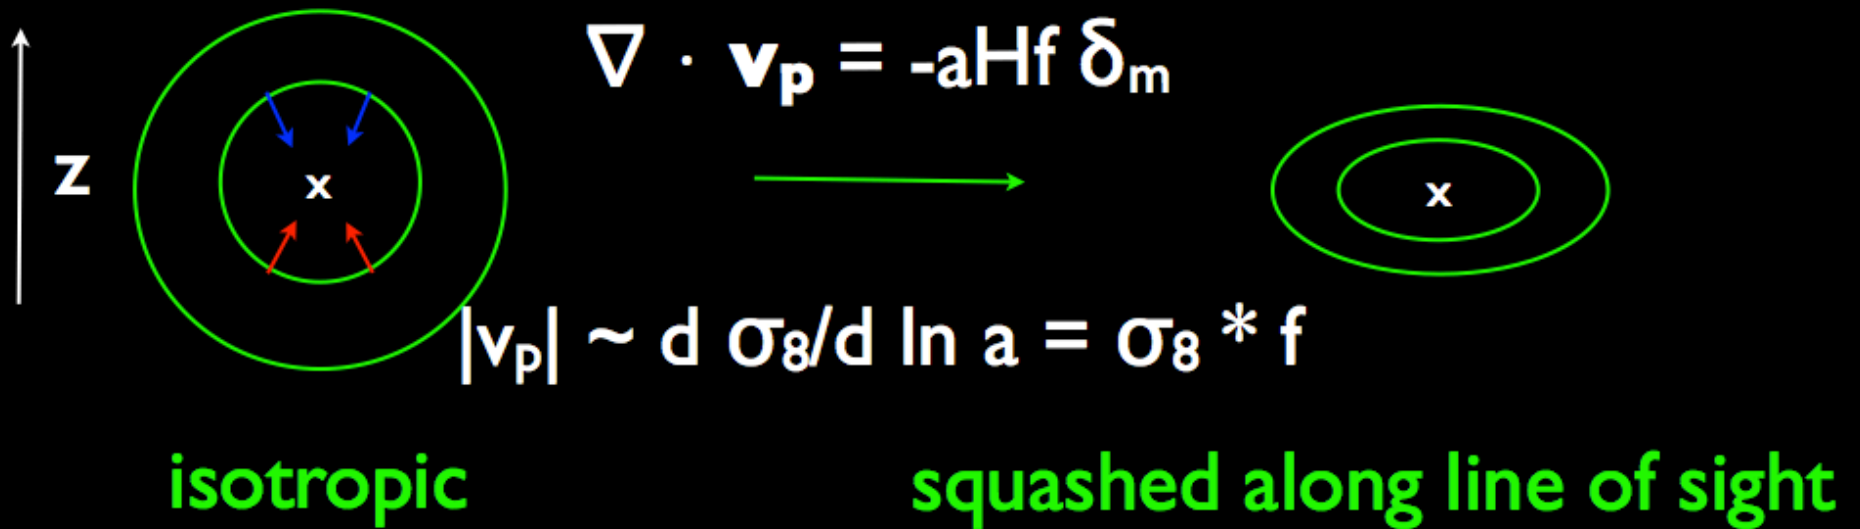 ∇ · vₚ = -aHf δₘ
z
x
x
|vₚ| ~ d σ₈/d ln a = σ₈ * f
isotropic
squashed along line of sight